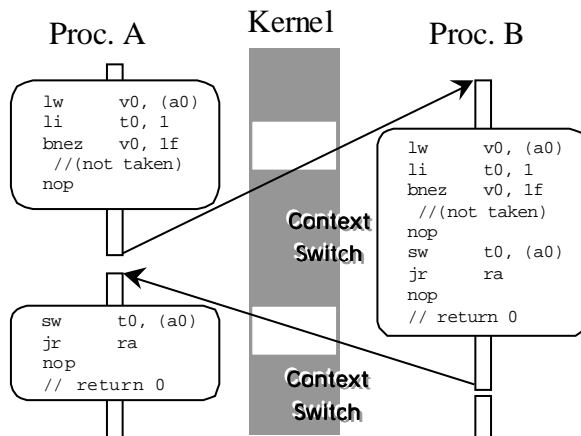 Proc. A
Kernel
Proc. B
lw v0, (a0)
li t0, 1
bnez v0, 1f
//(not taken)
nop
lw v0, (a0)
li t0, 1
bnez v0, 1f
//(not taken)
nop
sw t0, (a0)
jr ra
nop
// return 0
Context
Switch
sw t0, (a0)
jr ra
nop
// return 0
Context
Switch